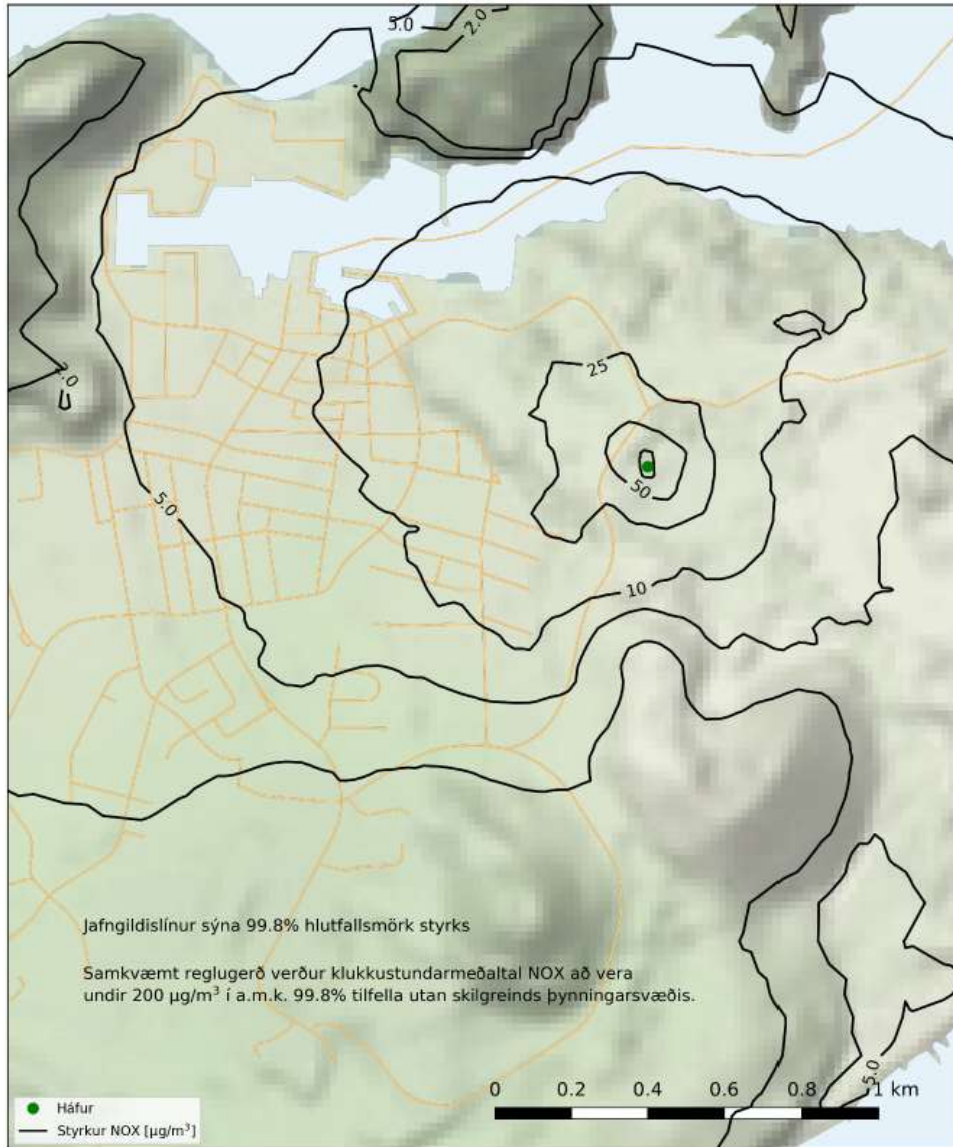 5.0
2.0
2.0
25
5.0
50
10
Jafngildislínur sýna 99.8% hlutfallsmörk styrks
Samkvæmt reglugerð verður klukkustundarmeðaltal NOX að vera
undir 200 µg/m³ í a.m.k. 99.8% tilfella utan skilgreinds þynningarsvæðis.
5.0
0 0.2 0.4 0.6 0.8 1 km
Háfur
Styrkur NOX [µg/m³]